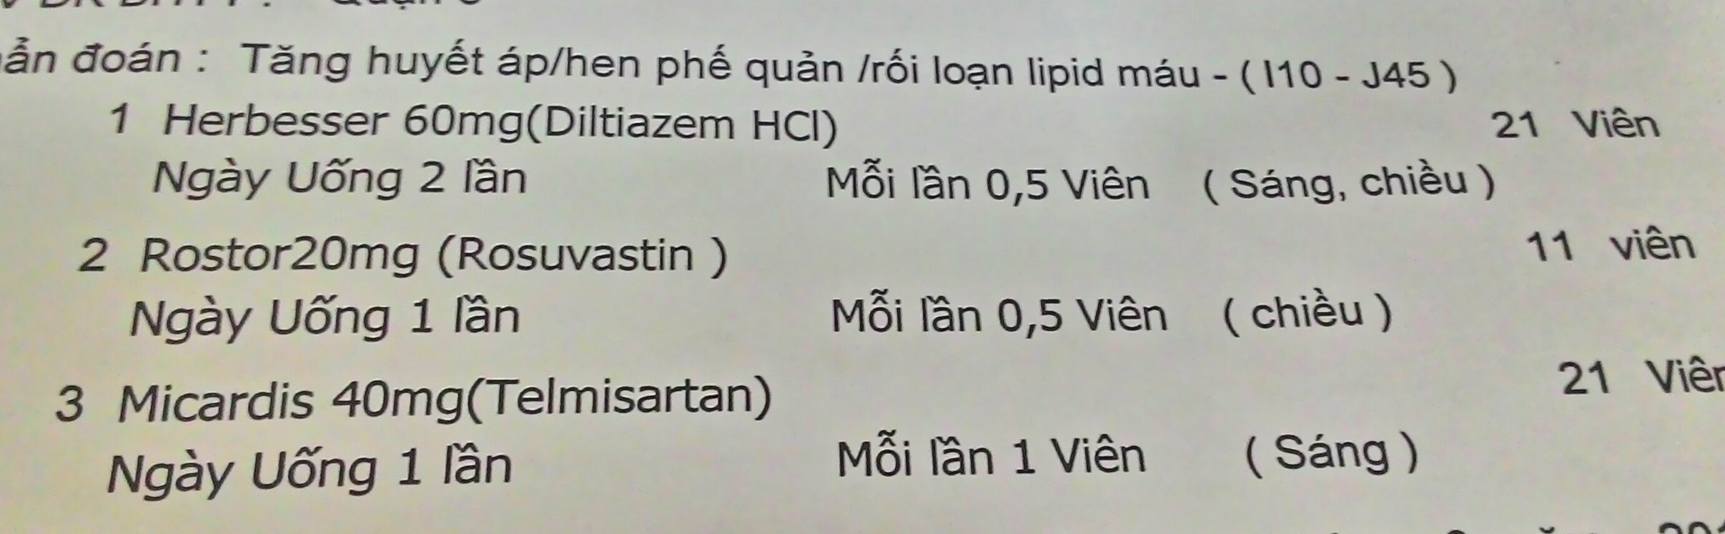 ẩn đoán : Tăng huyết áp/hen phế quản /rối loạn lipid máu - ( I10 - J45 )
1 Herbesser 60mg(Diltiazem HCl) 21 Viên
Ngày Uống 2 lần Mỗi lần 0,5 Viên ( Sáng, chiều )
2 Rostor20mg (Rosuvastin ) 11 viên
Ngày Uống 1 lần Mỗi lần 0,5 Viên ( chiều )
3 Micardis 40mg(Telmisartan) 21 Viên
Ngày Uống 1 lần Mỗi lần 1 Viên ( Sáng )